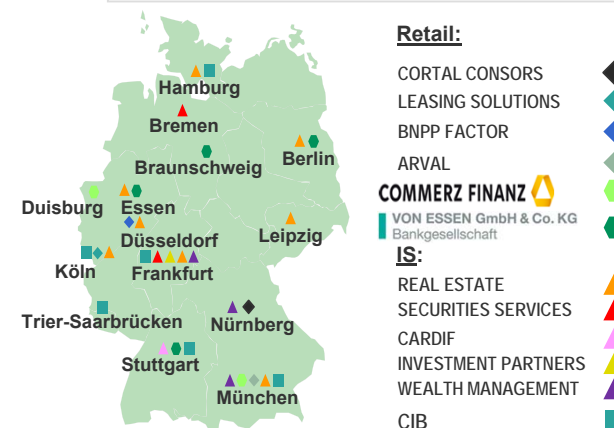 Hamburg
Bremen
Braunschweig
Berlin
Duisburg
Essen
Düsseldorf
Leipzig
Köln
Frankfurt
Trier-Saarbrücken
Nürnberg
Stuttgart
München
Retail:
CORTAL CONSORS
LEASING SOLUTIONS
BNPP FACTOR
ARVAL
COMMERZ FINANZ
VON ESSEN GmbH & Co. KG
Bankgesellschaft
IS:
REAL ESTATE
SECURITIES SERVICES
CARDIF
INVESTMENT PARTNERS
WEALTH MANAGEMENT
CIB